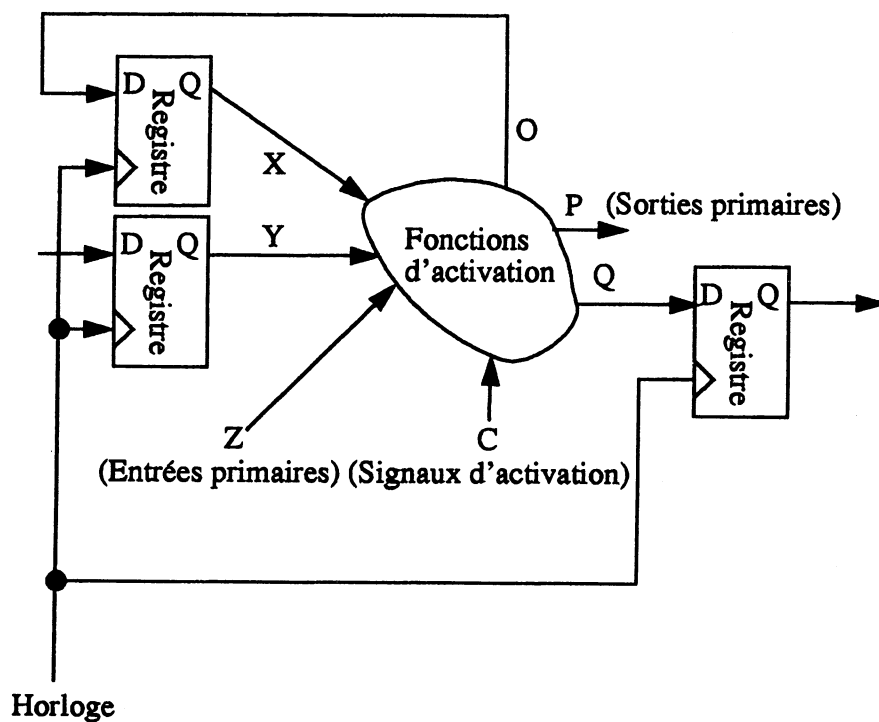 O
D Q
Registre
X
P (Sorties primaires)
D Q
Registre
Y
Fonctions
d'activation
Q
D Q
Registre
Z
C
(Entrées primaires) (Signaux d'activation)
Horloge